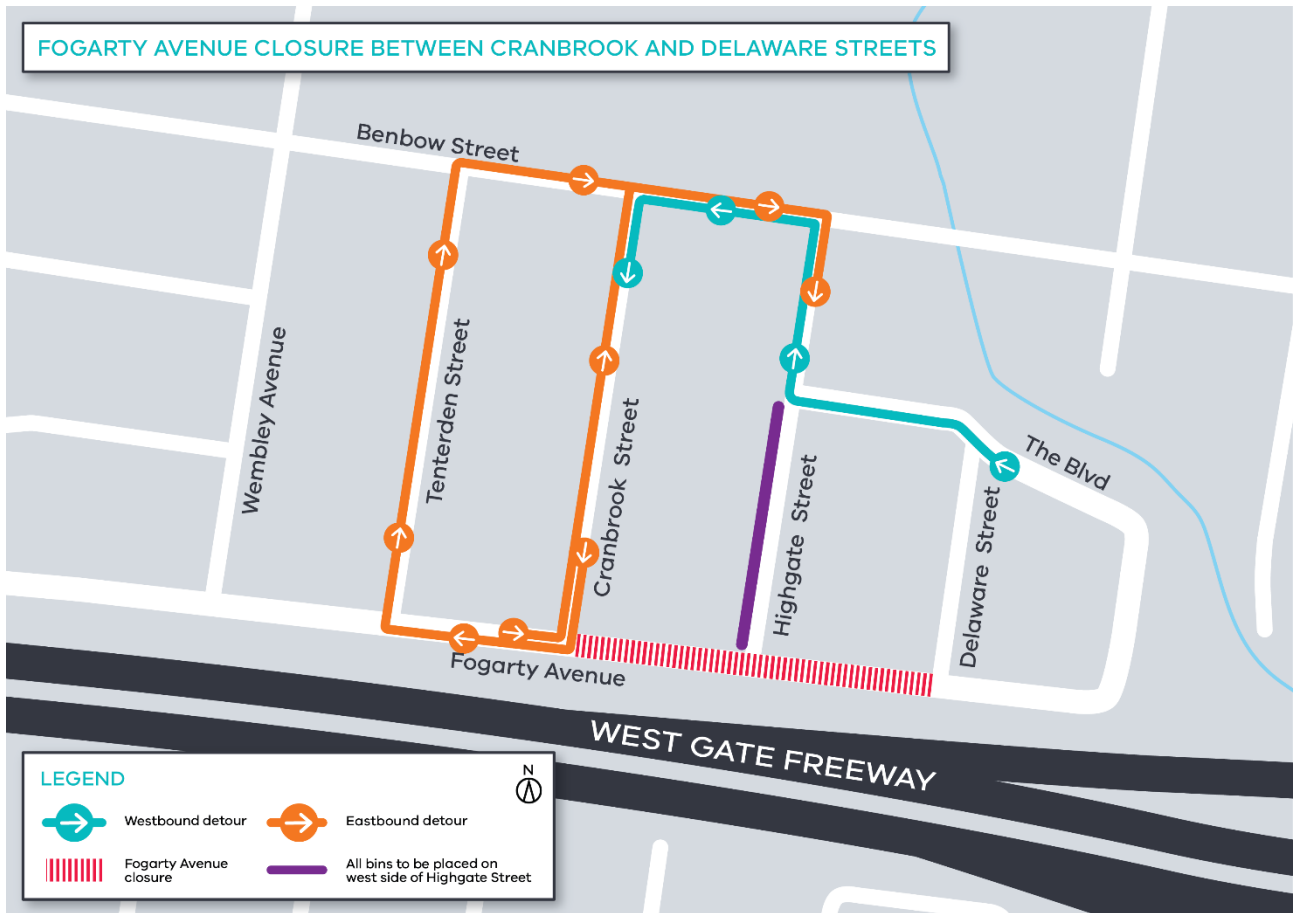 FOGARTY AVENUE CLOSURE BETWEEN CRANBROOK AND DELAWARE STREETS
Benbow Street
Wembley Avenue
Tenterden Street
Cranbrook Street
Highgate Street
Delaware Street
The Blvd
Fogarty Avenue
WEST GATE FREEWAY
LEGEND
N
Westbound detour
Eastbound detour
Fogarty Avenue
closure
All bins to be placed on
west side of Highgate Street